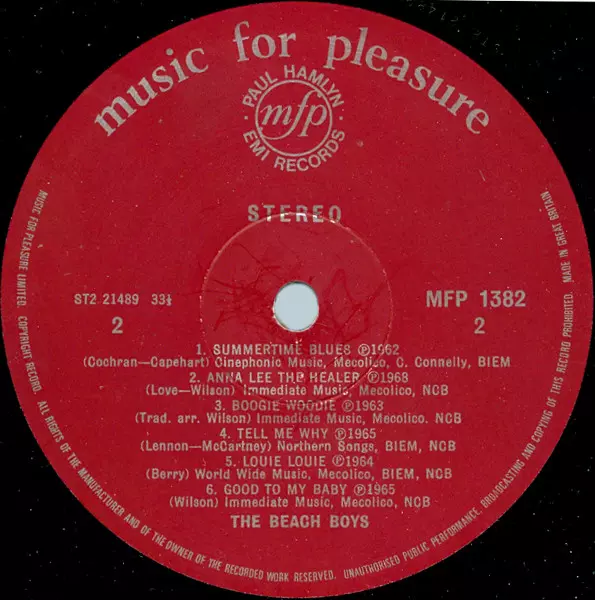 music for pleasure
· PAUL HAMLYN ·
mfp
EMI RECORDS
STEREO
ST2 21489 33⅓
MFP 1382
2
2
1. SUMMERTIME BLUES ℗1962
(Cochran—Capehart) Cinephonic Music, Mecolico, C. Connelly, BIEM
2. ANNA LEE THE HEALER ℗1968
(Love—Wilson) Immediate Music, Mecolico, NCB
3. BOOGIE WOODIE ℗1963
(Trad. arr. Wilson) Immediate Music, Mecolico. NCB
4. TELL ME WHY ℗1965
(Lennon—McCartney) Northern Songs, BIEM, NCB
5. LOUIE LOUIE ℗1964
(Berry) World Wide Music, Mecolico, BIEM, NCB
6. GOOD TO MY BABY ℗1965
(Wilson) Immediate Music, Mecolico, NCB
THE BEACH BOYS
MUSIC FOR PLEASURE LIMITED. COPYRIGHT RECORD. ALL RIGHTS OF THE MANUFACTURER AND OF THE OWNER OF THE RECORDED WORK RESERVED. UNAUTHORISED PUBLIC PERFORMANCE, BROADCASTING AND COPYING OF THIS RECORD PROHIBITED. MADE IN GREAT BRITAIN